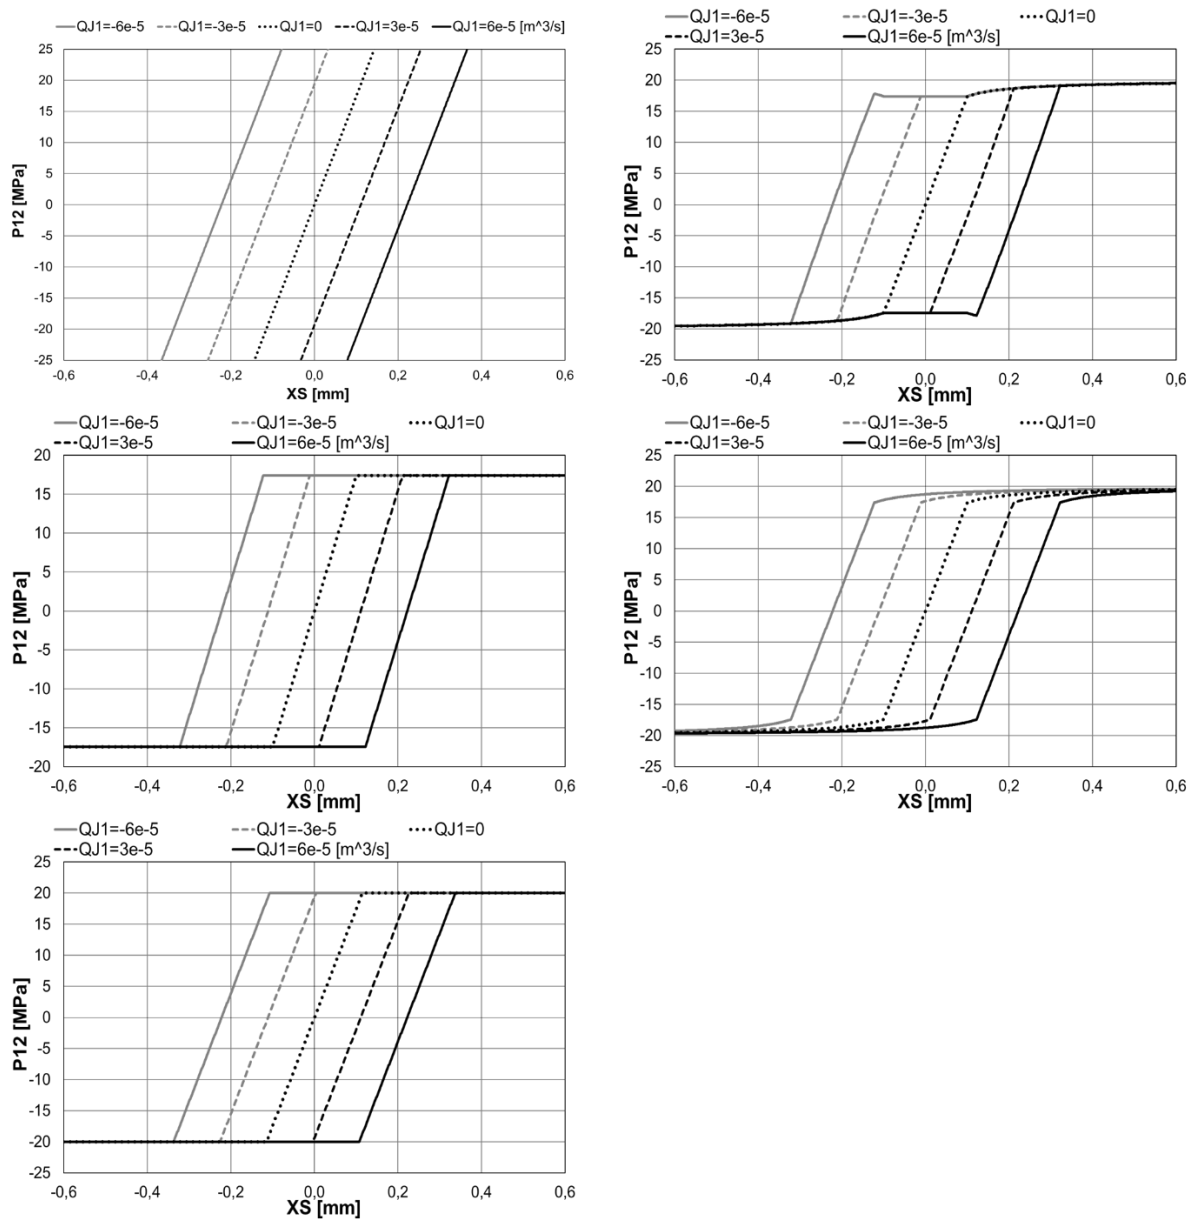 QJ1=-6e-5 QJ1=-3e-5 QJ1=0 QJ1=3e-5 QJ1=6e-5 [m^3/s]
25
20
15
10
5
0
-5
-10
-15
-20
-25
P12 [MPa]
-0,6 -0,4 -0,2 0,0 0,2 0,4 0,6
XS [mm]
QJ1=-6e-5 QJ1=-3e-5 QJ1=0
QJ1=3e-5 QJ1=6e-5 [m^3/s]
25
20
15
10
5
0
-5
-10
-15
-20
-25
P12 [MPa]
-0,6 -0,4 -0,2 0,0 0,2 0,4 0,6
XS [mm]
QJ1=-6e-5 QJ1=-3e-5 QJ1=0
QJ1=3e-5 QJ1=6e-5 [m^3/s]
20
15
10
5
0
-5
-10
-15
-20
P12 [MPa]
-0,6 -0,4 -0,2 0,0 0,2 0,4 0,6
XS [mm]
QJ1=-6e-5 QJ1=-3e-5 QJ1=0
QJ1=3e-5 QJ1=6e-5 [m^3/s]
25
20
15
10
5
0
-5
-10
-15
-20
-25
P12 [MPa]
-0,6 -0,4 -0,2 0,0 0,2 0,4 0,6
XS [mm]
QJ1=-6e-5 QJ1=-3e-5 QJ1=0
QJ1=3e-5 QJ1=6e-5 [m^3/s]
25
20
15
10
5
0
-5
-10
-15
-20
-25
P12 [MPa]
-0,6 -0,4 -0,2 0,0 0,2 0,4 0,6
XS [mm]